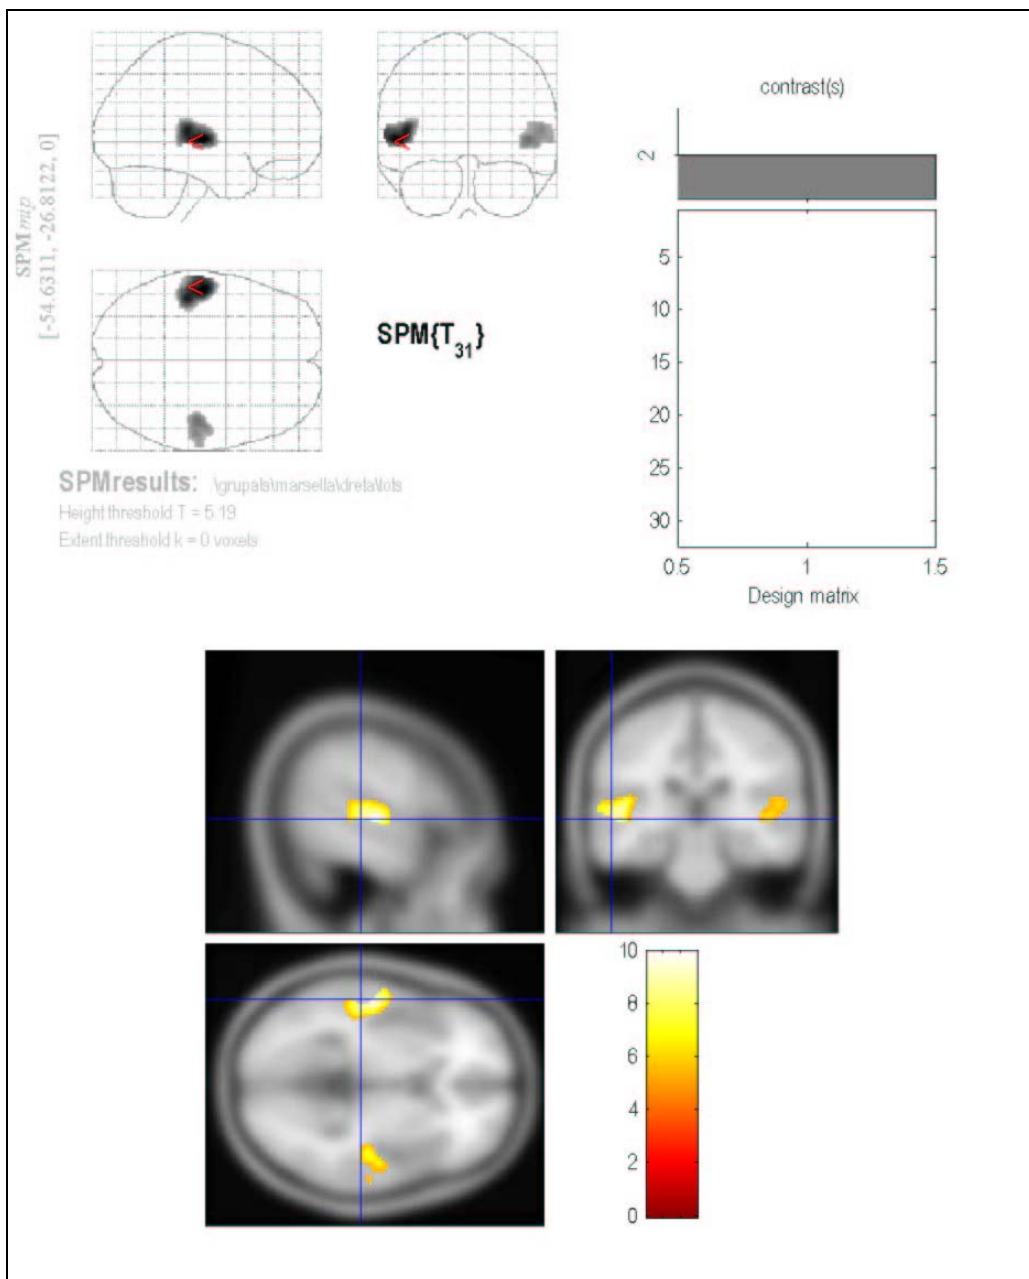 SPMmip
[-54.6311, -26.8122, 0]
SPM{T31}
SPMresults: \grupals\marsella\dreta\tots
Height threshold T = 5.19
Extent threshold k = 0 voxels
contrast(s)
2
5
10
15
20
25
30
0.5 1 1.5
Design matrix
10
8
6
4
2
0